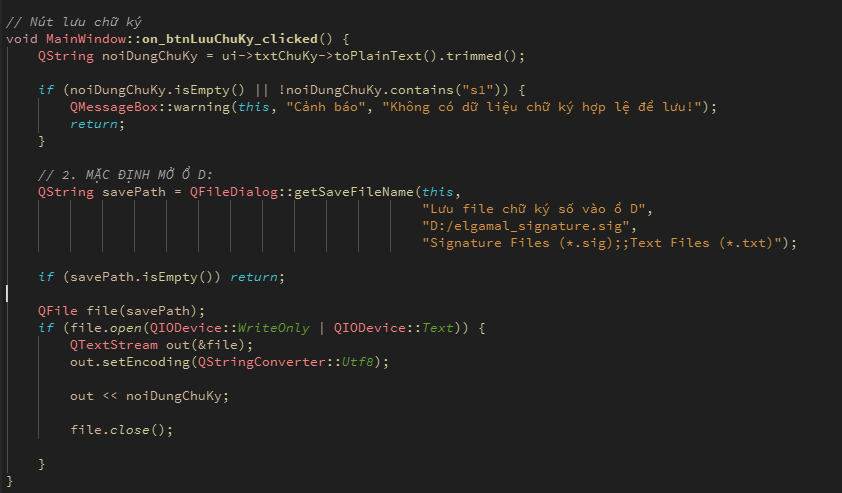 // Nút lưu chữ ký
void MainWindow::on_btnLuuChuKy_clicked() {
    QString noiDungChuKy = ui->txtChuKy->toPlainText().trimmed();
    if (noiDungChuKy.isEmpty() || !noiDungChuKy.contains("s1")) {
        QMessageBox::warning(this, "Cảnh báo", "Không có dữ liệu chữ ký hợp lệ để lưu!");
        return;
    }
    // 2. MẶC ĐỊNH MỞ Ổ D:
    QString savePath = QFileDialog::getSaveFileName(this,
                                                    "Lưu file chữ ký số vào ổ D",
                                                    "D:/elgamal_signature.sig",
                                                    "Signature Files (*.sig);;Text Files (*.txt)");
    if (savePath.isEmpty()) return;
    QFile file(savePath);
    if (file.open(QIODevice::WriteOnly | QIODevice::Text)) {
        QTextStream out(&file);
        out.setEncoding(QStringConverter::Utf8);
        out << noiDungChuKy;
        file.close();
    }
}